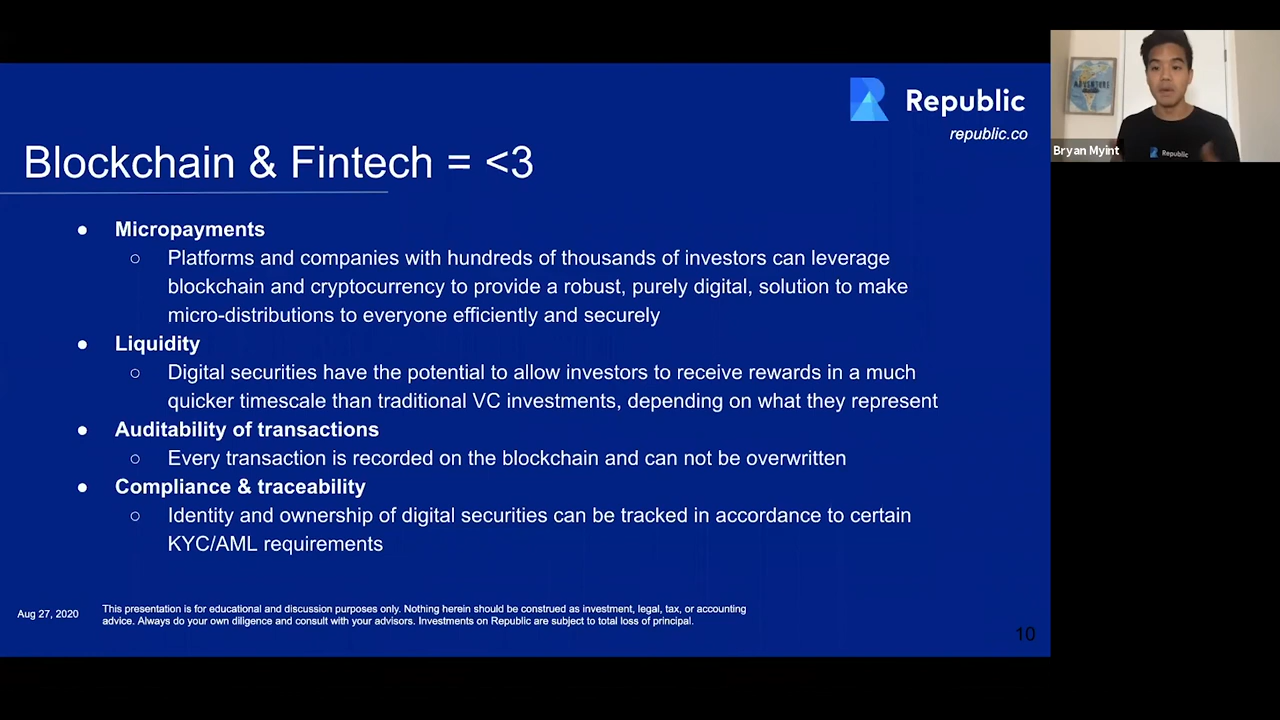 Republic
republic.co
Blockchain & Fintech = <3
● Micropayments
○ Platforms and companies with hundreds of thousands of investors can leverage
blockchain and cryptocurrency to provide a robust, purely digital, solution to make
micro-distributions to everyone efficiently and securely
● Liquidity
○ Digital securities have the potential to allow investors to receive rewards in a much
quicker timescale than traditional VC investments, depending on what they represent
● Auditability of transactions
○ Every transaction is recorded on the blockchain and can not be overwritten
● Compliance & traceability
○ Identity and ownership of digital securities can be tracked in accordance to certain
KYC/AML requirements
Aug 27, 2020
This presentation is for educational and discussion purposes only. Nothing herein should be construed as investment, legal, tax, or accounting
advice. Always do your own diligence and consult with your advisors. Investments on Republic are subject to total loss of principal.
10
ADVENTURE
Republic
Bryan Myint